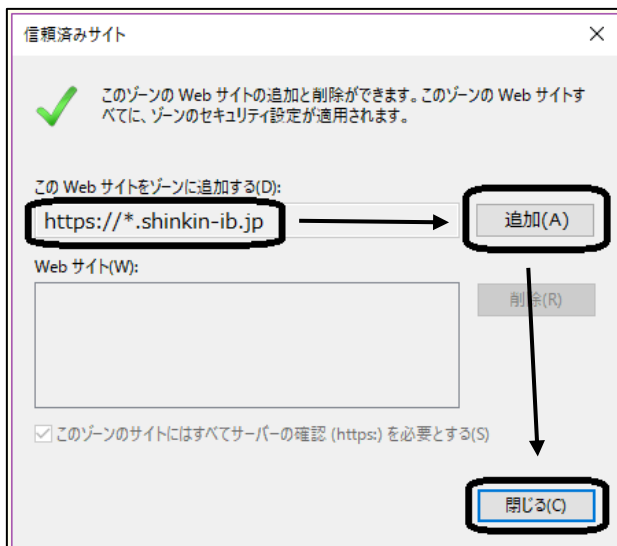 信頼済みサイト
このゾーンの Web サイトの追加と削除ができます。このゾーンの Web サイトす
べてに、ゾーンのセキュリティ設定が適用されます。
この Web サイトをゾーンに追加する(D):
https://*.shinkin-ib.jp
追加(A)
Web サイト(W):
削除(R)
このゾーンのサイトにはすべてサーバーの確認 (https:) を必要とする(S)
閉じる(C)